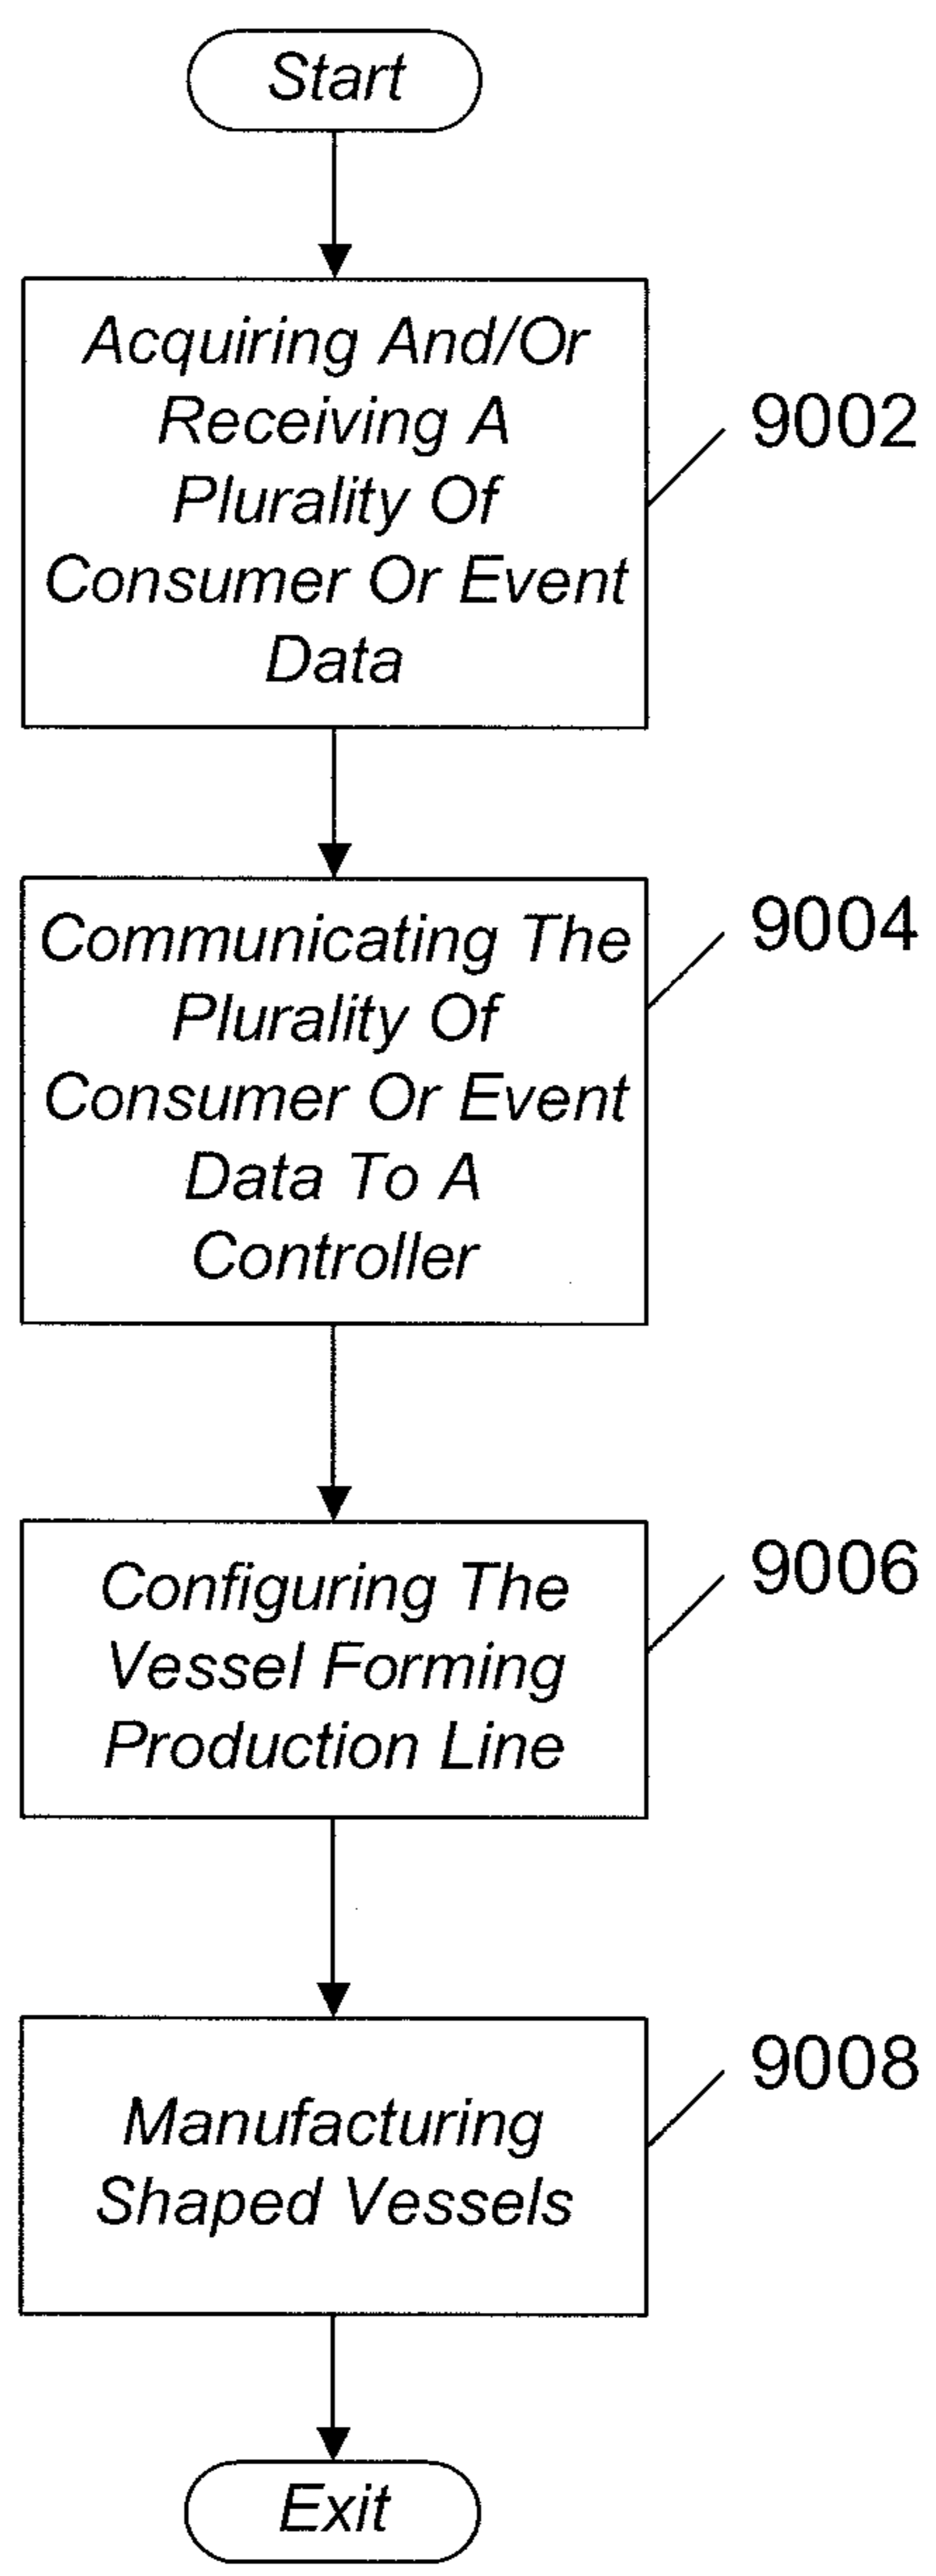 Start
Acquiring And/Or
Receiving A
Plurality Of
Consumer Or Event
Data
9002
Communicating The
Plurality Of
Consumer Or Event
Data To A
Controller
9004
Configuring The
Vessel Forming
Production Line
9006
Manufacturing
Shaped Vessels
9008
Exit